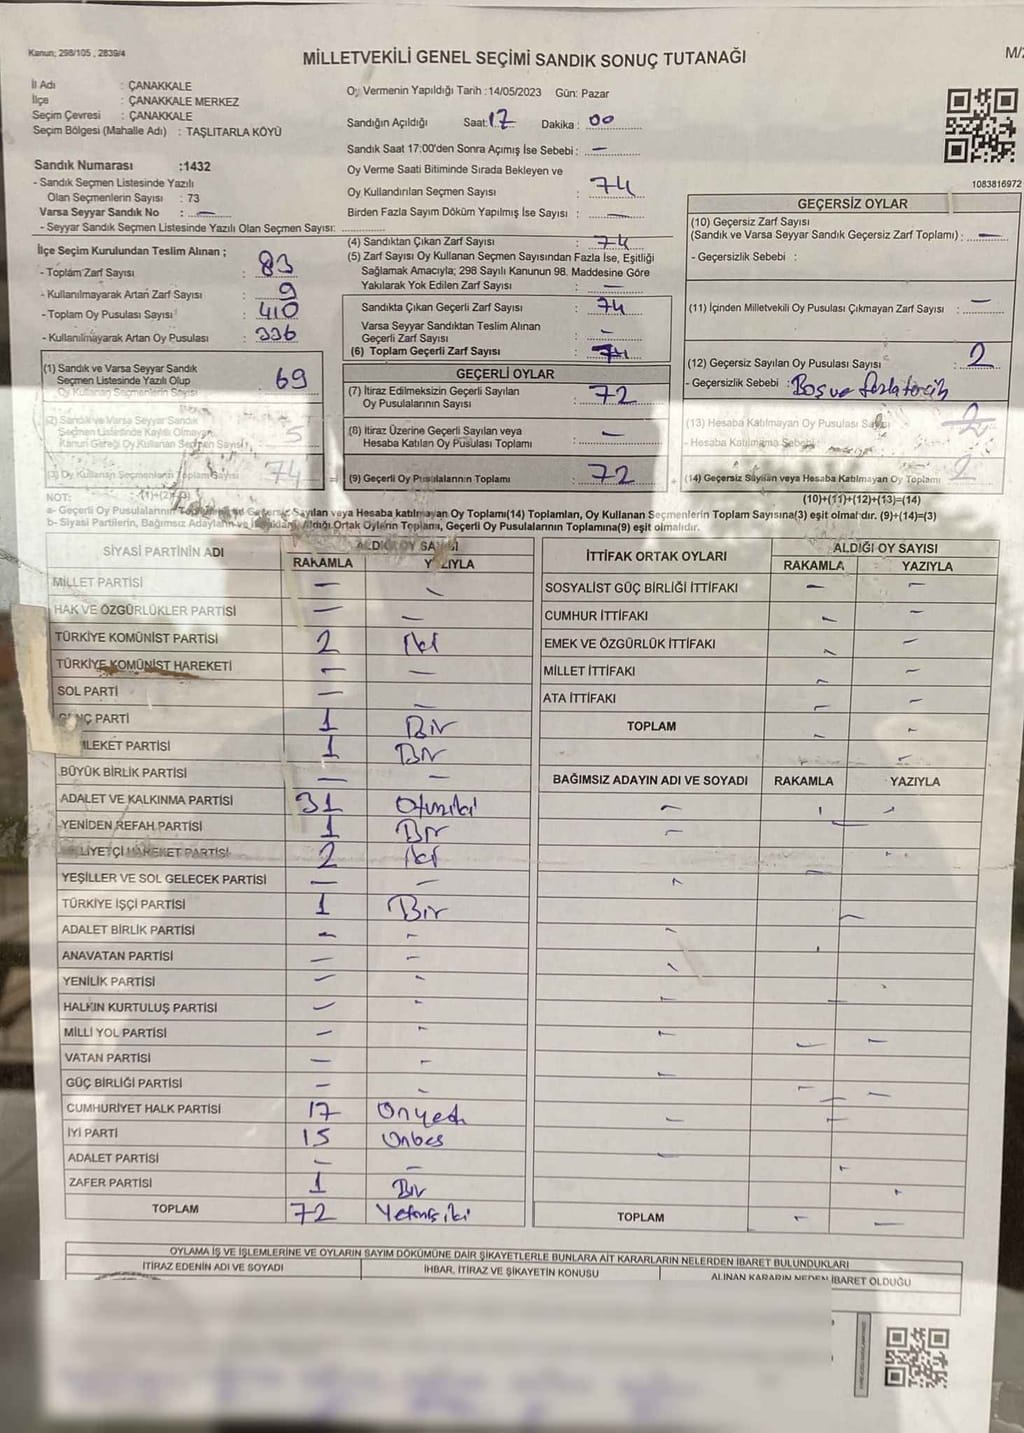 Kanun; 298/105 , 2839/4
MİLLETVEKİLİ GENEL SEÇİMİ SANDIK SONUÇ TUTANAĞI
İl Adı : ÇANAKKALE
İlçe : ÇANAKKALE MERKEZ
Seçim Çevresi : ÇANAKKALE
Seçim Bölgesi (Mahalle Adı) : TAŞLITARLA KÖYÜ
Sandık Numarası :1432
- Sandık Seçmen Listesinde Yazılı
Olan Seçmenlerin Sayısı : 73
Varsa Seyyar Sandık No : —
- Seyyar Sandık Seçmen Listesinde Yazılı Olan Seçmen Sayısı:
İlçe Seçim Kurulundan Teslim Alınan ;
- Toplam Zarf Sayısı : 83
- Kullanılmayarak Artan Zarf Sayısı : 9
- Toplam Oy Pusulası Sayısı : 410
- Kullanılmayarak Artan Oy Pusulası : 336
(1) Sandık ve Varsa Seyyar Sandık
Seçmen Listesinde Yazılı Olup
Oy Kullanan Seçmenlerin Sayısı 69
(2) Sandık ve Varsa Seyyar Sandık
Seçmen Listesinde Kayıtlı Olmayan
Kanun Gereği Oy Kullanan Seçmen Sayısı 5
(3) Oy Kullanan Seçmenlerin Toplam Sayısı 74
(1)+(2)=(3)
Oy Vermenin Yapıldığı Tarih : 14/05/2023 Gün: Pazar
Sandığın Açıldığı Saat: 17 Dakika : 00
Sandık Saat 17:00'den Sonra Açımış İse Sebebi : —
Oy Verme Saati Bitiminde Sırada Bekleyen ve
Oy Kullandırılan Seçmen Sayısı : 74
Birden Fazla Sayım Döküm Yapılmış İse Sayısı : —
(4) Sandıktan Çıkan Zarf Sayısı : 74
(5) Zarf Sayısı Oy Kullanan Seçmen Sayısından Fazla İse, Eşitliği
Sağlamak Amacıyla; 298 Sayılı Kanunun 98. Maddesine Göre
Yakılarak Yok Edilen Zarf Sayısı : —
Sandıkta Çıkan Geçerli Zarf Sayısı : 74
Varsa Seyyar Sandıktan Teslim Alınan
Geçerli Zarf Sayısı : —
(6) Toplam Geçerli Zarf Sayısı : 74
GEÇERLİ OYLAR
(7) İtiraz Edilmeksizin Geçerli Sayılan
Oy Pusulalarının Sayısı : 72
(8) İtiraz Üzerine Geçerli Sayılan veya
Hesaba Katılan Oy Pusulası Toplamı : —
(9) Geçerli Oy Pusulalarının Toplamı : 72
M/2
1083816972
GEÇERSİZ OYLAR
(10) Geçersiz Zarf Sayısı
(Sandık ve Varsa Seyyar Sandık Geçersiz Zarf Toplamı) : —
- Geçersizlik Sebebi :
(11) İçinden Milletvekili Oy Pusulası Çıkmayan Zarf Sayısı : —
(12) Geçersiz Sayılan Oy Pusulası Sayısı : 2
- Geçersizlik Sebebi : Boş ve fazla tercih
(13) Hesaba Katılmayan Oy Pusulası Sayısı
- Hesaba Katılmama Sebebi
(14) Geçersiz Sayılan veya Hesaba Katılmayan Oy Toplamı 2
(10)+(11)+(12)+(13)=(14)
NOT:
a- Geçerli Oy Pusulalarının Geçersiz Sayılan veya Hesaba katılmayan Oy Toplamı(14) Toplamları, Oy Kullanan Seçmenlerin Toplam Sayısına(3) eşit olmalıdır. (9)+(14)=(3)
b- Siyasi Partilerin, Bağımsız Adayların ve Aldığı Ortak Oyların Toplamı, Geçerli Oy Pusulalarının Toplamına(9) eşit olmalıdır.
SİYASİ PARTİNİN ADI ALDIĞI OY SAYISI
RAKAMLA YAZIYLA
MİLLET PARTİSİ — —
HAK VE ÖZGÜRLÜKLER PARTİSİ — —
TÜRKİYE KOMÜNİST PARTİSİ 2 iki
TÜRKİYE KOMÜNİST HAREKETİ — —
SOL PARTİ — —
GENÇ PARTİ 1 Bir
MEMLEKET PARTİSİ 1 Bir
BÜYÜK BİRLİK PARTİSİ — —
ADALET VE KALKINMA PARTİSİ 31 Otuziki
YENİDEN REFAH PARTİSİ 1 Bir
MİLLİYETÇİ HAREKET PARTİSİ 2 iki
YEŞİLLER VE SOL GELECEK PARTİSİ — —
TÜRKİYE İŞÇİ PARTİSİ 1 Bir
ADALET BİRLİK PARTİSİ — —
ANAVATAN PARTİSİ — —
YENİLİK PARTİSİ — —
HALKIN KURTULUŞ PARTİSİ — —
MİLLİ YOL PARTİSİ — —
VATAN PARTİSİ — —
GÜÇ BİRLİĞİ PARTİSİ — —
CUMHURİYET HALK PARTİSİ 17 Onyedi
İYİ PARTİ 15 Onbeş
ADALET PARTİSİ — —
ZAFER PARTİSİ 1 Bir
TOPLAM 72 Yetmiş iki
İTTİFAK ORTAK OYLARI ALDIĞI OY SAYISI
RAKAMLA YAZIYLA
SOSYALİST GÜÇ BİRLİĞİ İTTİFAKI — —
CUMHUR İTTİFAKI — —
EMEK VE ÖZGÜRLÜK İTTİFAKI — —
MİLLET İTTİFAKI — —
ATA İTTİFAKI — —
TOPLAM — —
BAĞIMSIZ ADAYIN ADI VE SOYADI RAKAMLA YAZIYLA
TOPLAM — —
OYLAMA İŞ VE İŞLEMLERİNE VE OYLARIN SAYIM DÖKÜMÜNE DAİR ŞİKAYETLERLE BUNLARA AİT KARARLARIN NELERDEN İBARET BULUNDUKLARI
İTİRAZ EDENİN ADI VE SOYADI İHBAR, İTİRAZ VE ŞİKAYETİN KONUSU ALINAN KARARIN NEDEN İBARET OLDUĞU